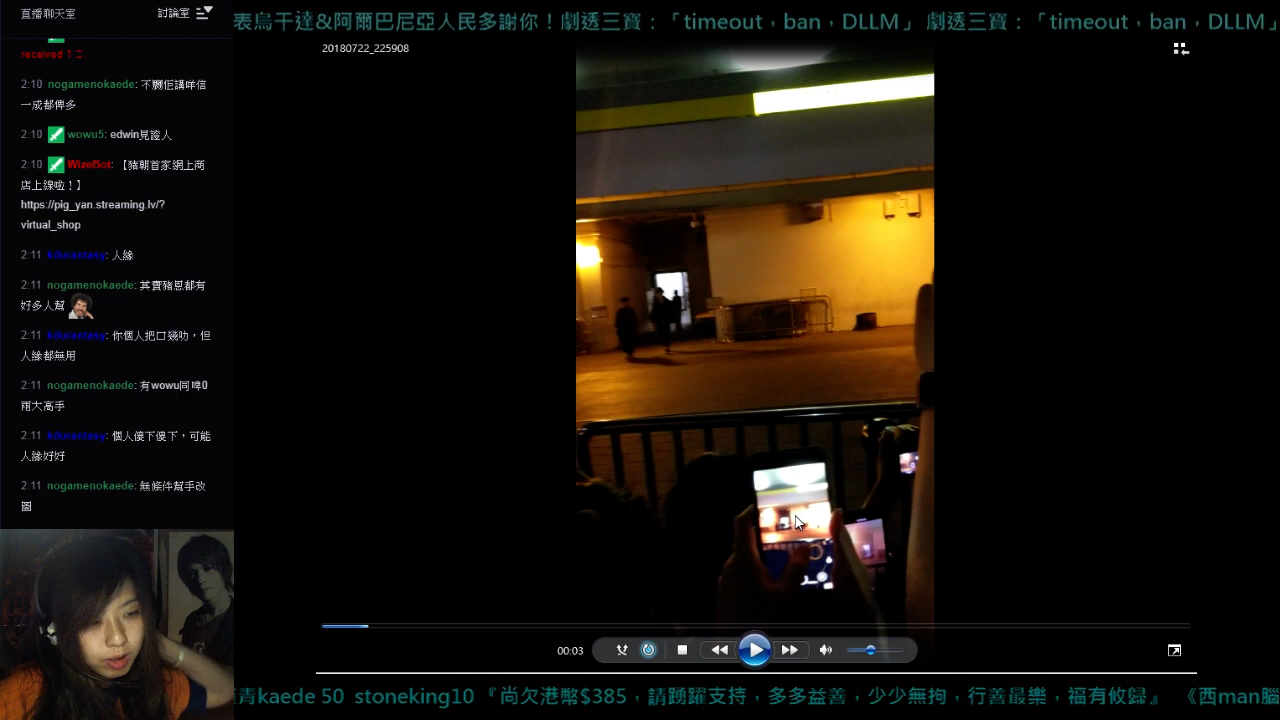 直播聊天室 討論室
表烏干達&阿爾巴尼亞人民多謝你！劇透三寶：「timeout，ban，DLLM」 劇透三寶：「timeout，ban，DLLM」
20180722_225908
2:10 nogamenokaede: 不嬲佢講咩信
一成都俾多
2:10 wowu5: edwin見證人
2:10 WizeBot: 【豬朝首家網上商
店上線啦！】
https://pig_yan.streaming.lv/?
virtual_shop
2:11 人緣
2:11 nogamenokaede: 其實豬恩都有
好多人幫
2:11 你個人把口幾叻，但
人緣都無用
2:11 nogamenokaede: 有wowu同啤0
兩大高手
2:11 個人傻下傻下，可能
人緣好好
2:11 nogamenokaede: 無條件幫手改
圖
00:03
青kaede 50 stoneking10 『尚欠港幣$385，請踴躍支持，多多益善，少少無拘，行善最樂，福有攸歸』 《西man腦